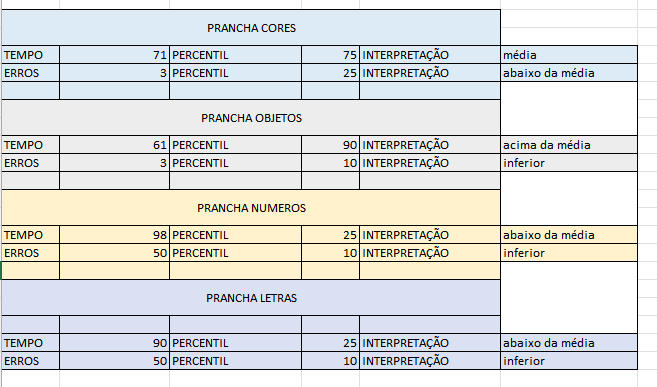 PRANCHA CORES
TEMPO 71 PERCENTIL 75 INTERPRETAÇÃO média
ERROS 3 PERCENTIL 25 INTERPRETAÇÃO abaixo da média
PRANCHA OBJETOS
TEMPO 61 PERCENTIL 90 INTERPRETAÇÃO acima da média
ERROS 3 PERCENTIL 10 INTERPRETAÇÃO inferior
PRANCHA NUMEROS
TEMPO 98 PERCENTIL 25 INTERPRETAÇÃO abaixo da média
ERROS 50 PERCENTIL 10 INTERPRETAÇÃO inferior
PRANCHA LETRAS
TEMPO 90 PERCENTIL 25 INTERPRETAÇÃO abaixo da média
ERROS 50 PERCENTIL 10 INTERPRETAÇÃO inferior